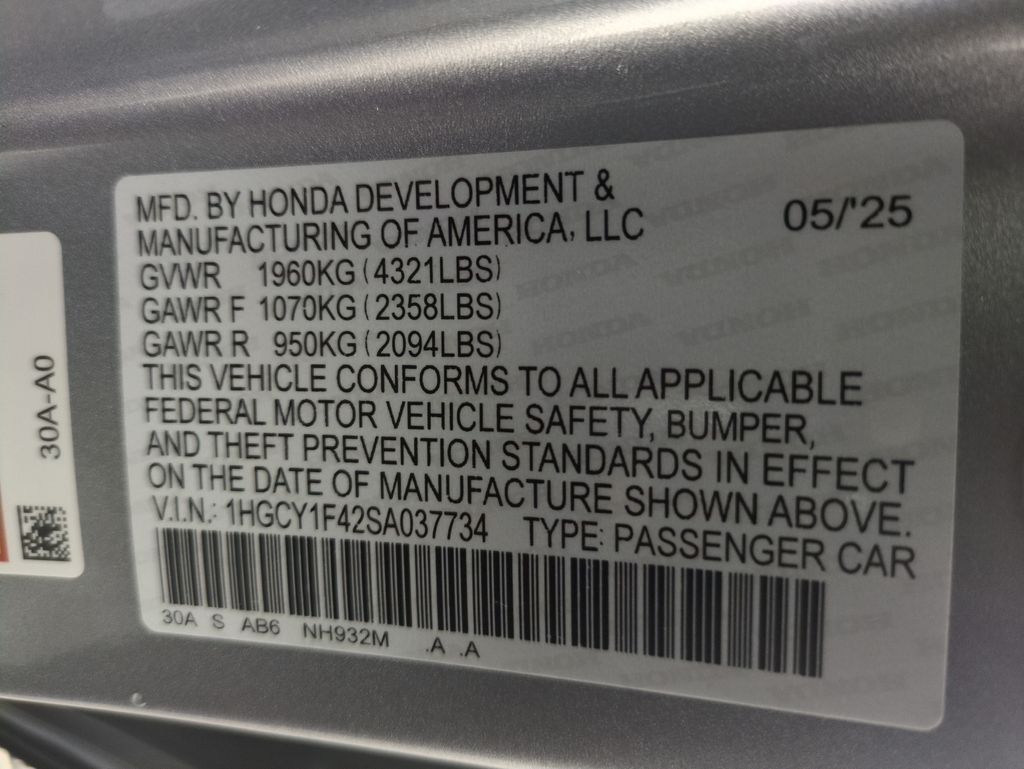 MFD. BY HONDA DEVELOPMENT &
MANUFACTURING OF AMERICA, LLC
05/'25
GVWR 1960KG (4321LBS)
GAWR F 1070KG (2358LBS)
GAWR R 950KG (2094LBS)
THIS VEHICLE CONFORMS TO ALL APPLICABLE
FEDERAL MOTOR VEHICLE SAFETY, BUMPER,
AND THEFT PREVENTION STANDARDS IN EFFECT
ON THE DATE OF MANUFACTURE SHOWN ABOVE.
V.I.N.: 1HGCY1F42SA037734 TYPE: PASSENGER CAR
30A S AB6 NH932M .A .A
30A-A0
HONDA